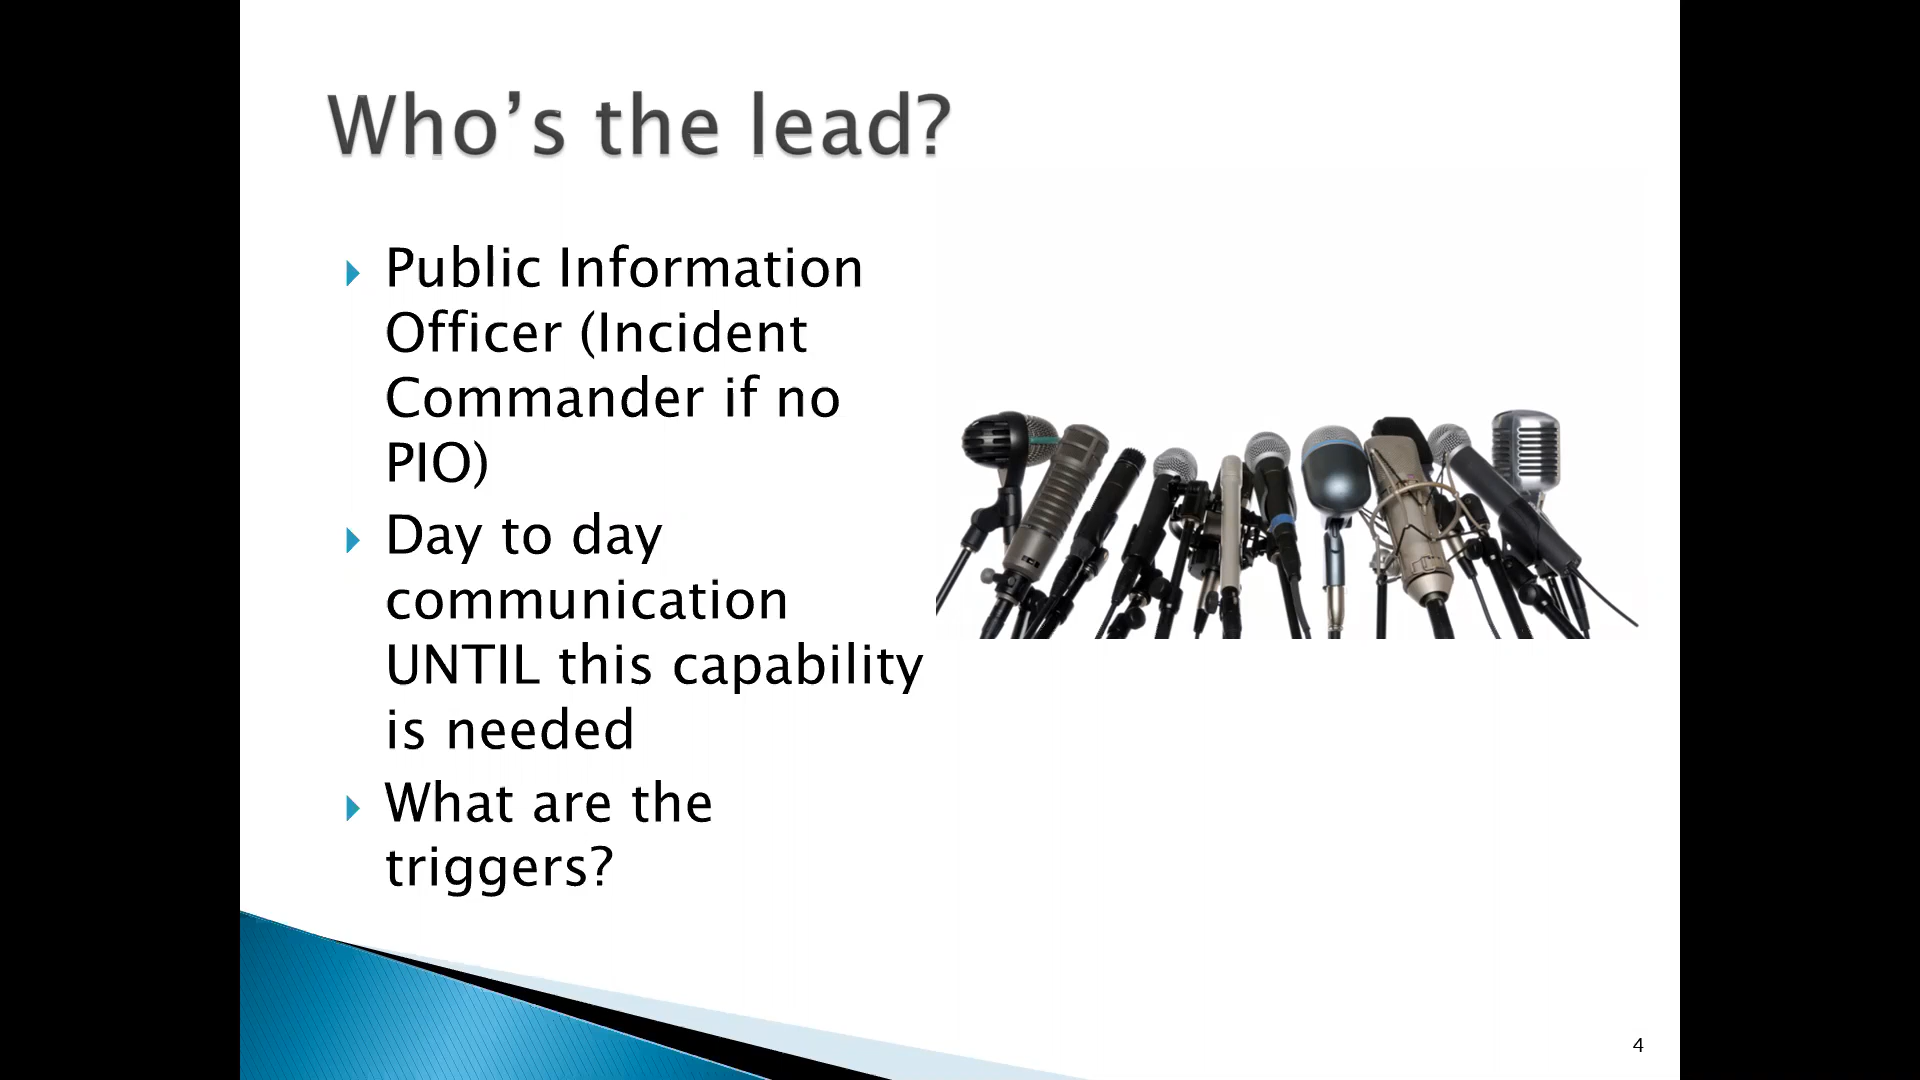 Who’s the lead?
Public Information
Officer (Incident
Commander if no
PIO)
Day to day
communication
UNTIL this capability
is needed
What are the
triggers?
4